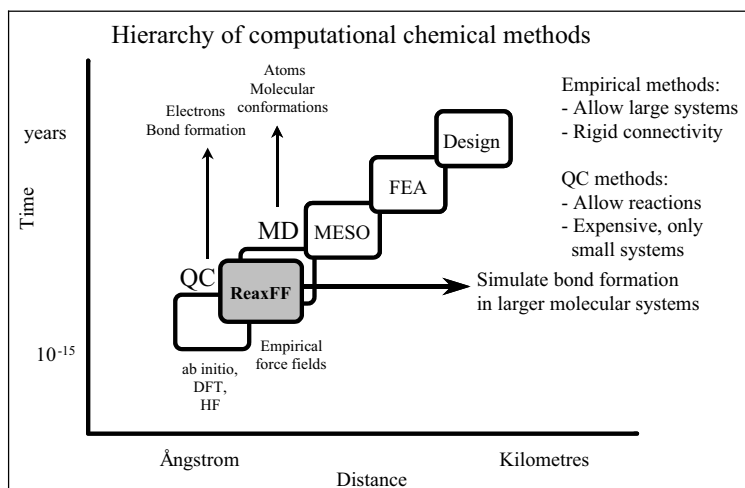 Hierarchy of computational chemical methods
Atoms
Molecular
conformations
Electrons
Bond formation
Empirical methods:
- Allow large systems
- Rigid connectivity
years
Design
QC methods:
- Allow reactions
- Expensive, only
small systems
FEA
Time
MD
MESO
QC
ReaxFF
Simulate bond formation
in larger molecular systems
10⁻¹⁵
Empirical
force fields
ab initio,
DFT,
HF
Ångstrom
Kilometres
Distance